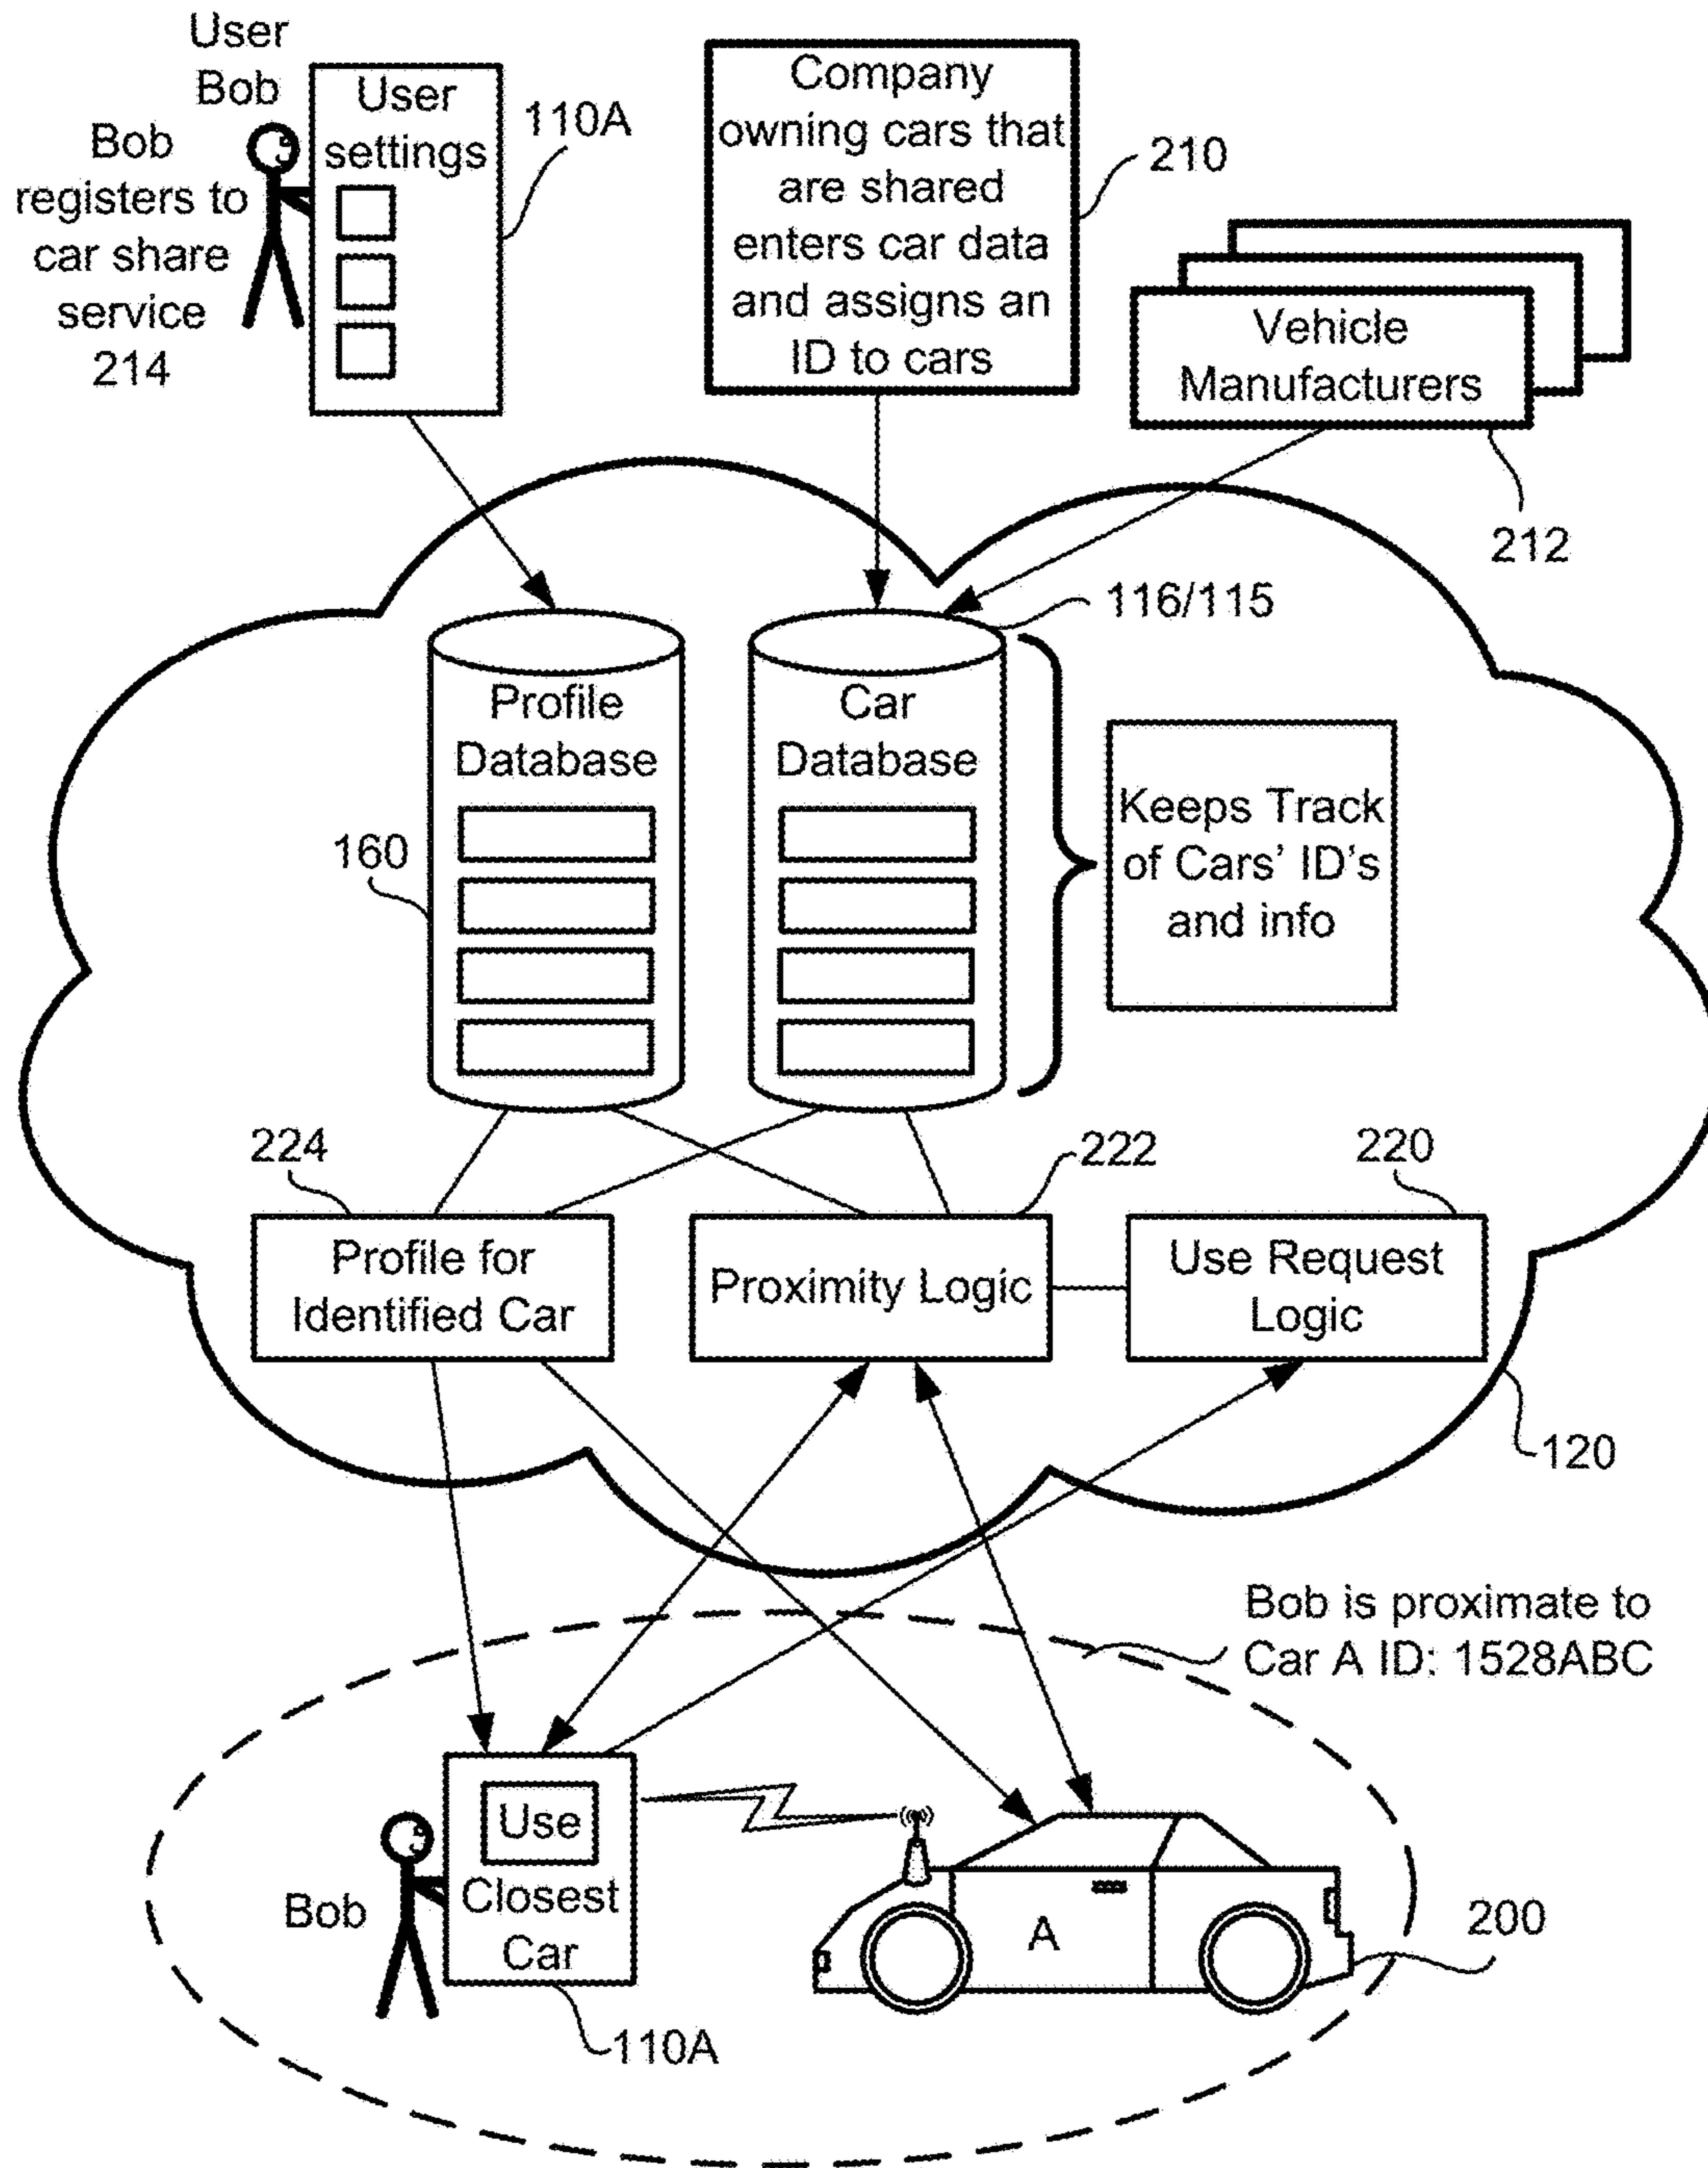 User
Bob
Bob
registers to
car share
service
214
User
settings
110A
Company
owning cars that
are shared
enters car data
and assigns an
ID to cars
210
Vehicle
Manufacturers
212
116/115
Profile
Database
Car
Database
Keeps Track
of Cars' ID's
and info
160
224
222
220
Profile for
Identified Car
Proximity Logic
Use Request
Logic
120
Bob is proximate to
Car A ID: 1528ABC
Use
Closest
Car
Bob
A
200
110A